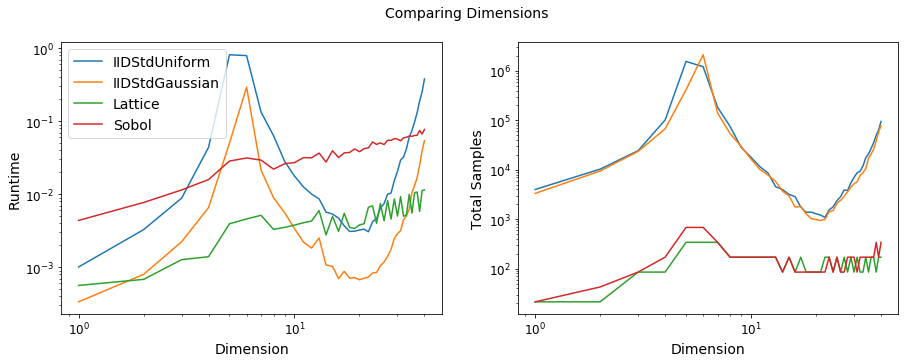 Comparing Dimensions
Runtime
10⁰
10⁻¹
10⁻²
10⁻³
IIDStdUniform
IIDStdGaussian
Lattice
Sobol
10⁰
10¹
Dimension
Total Samples
10⁶
10⁵
10⁴
10³
10²
10⁰
10¹
Dimension